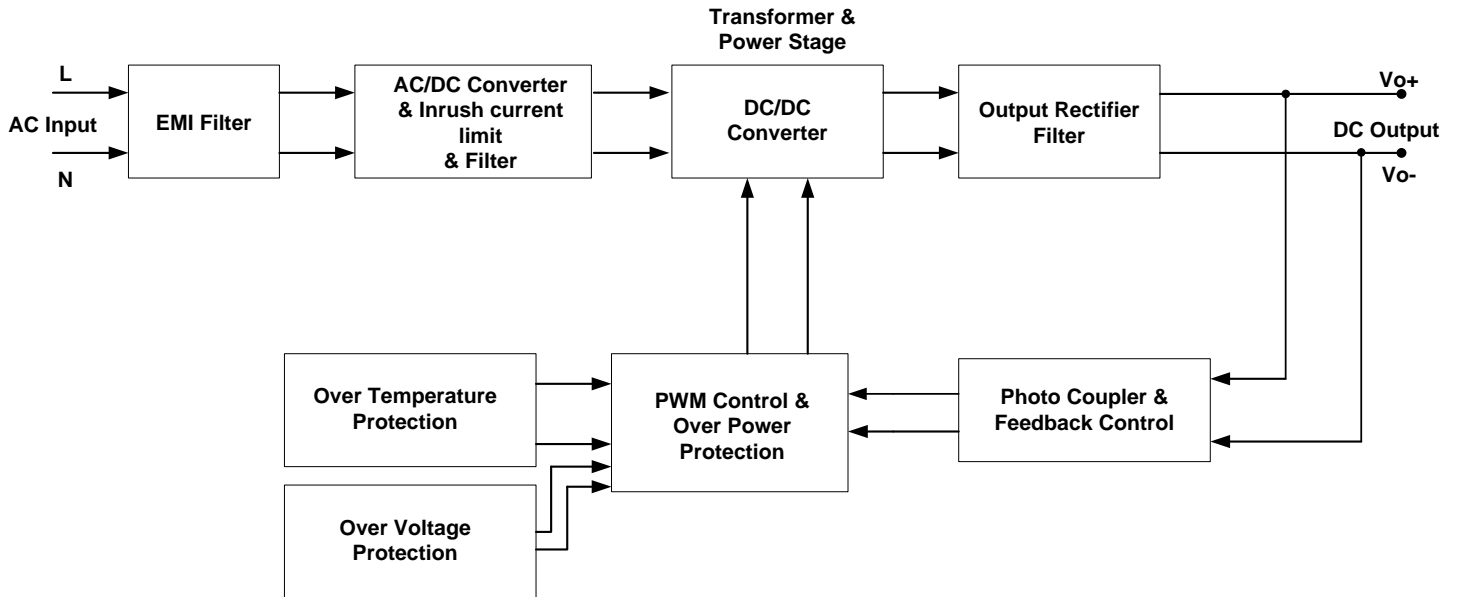 Transformer &
Power Stage
L
AC Input
N
EMI Filter
AC/DC Converter
& Inrush current
limit
& Filter
DC/DC
Converter
Output Rectifier
Filter
Vo+
DC Output
Vo-
Over Temperature
Protection
PWM Control &
Over Power
Protection
Photo Coupler &
Feedback Control
Over Voltage
Protection